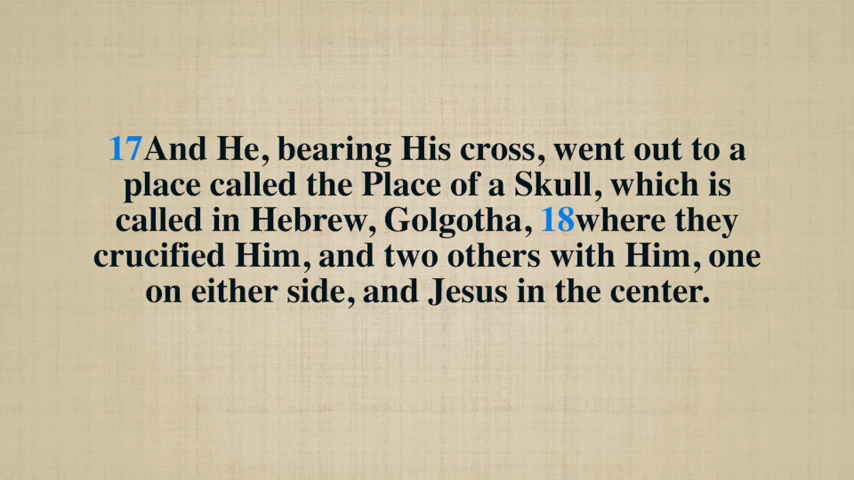 17And He, bearing His cross, went out to a
place called the Place of a Skull, which is
called in Hebrew, Golgotha, 18where they
crucified Him, and two others with Him, one
on either side, and Jesus in the center.